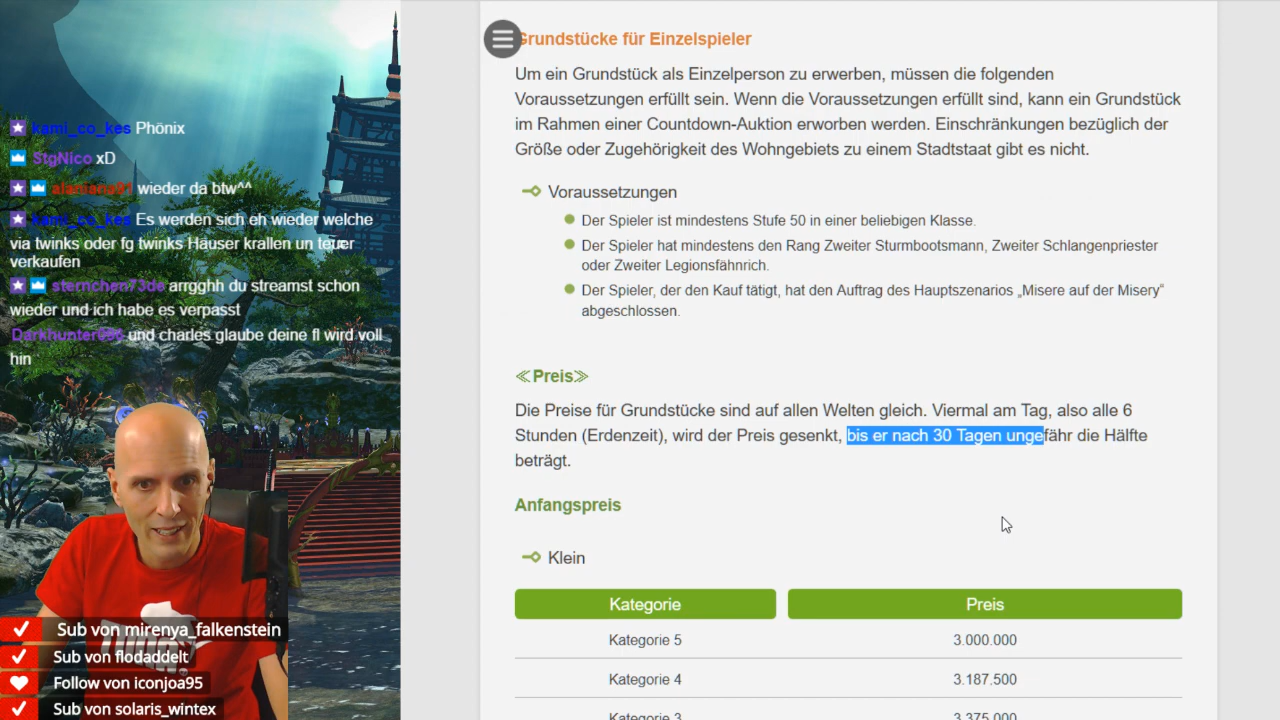 kami_co_kes Phönix
StgNico xD
alamaria91 wieder da btw^^
kami_co_kes Es werden sich eh wieder welche
via twinks oder fg twinks Häuser krallen un teuer
verkaufen
sternchen73de arrgghh du streamst schon
wieder und ich habe es verpasst
und charles glaube deine fl wird voll
hin
Sub von mirenya_falkenstein
Sub von flodaddelt
Follow von iconjoa95
Sub von solaris_wintex
Grundstücke für Einzelspieler
Um ein Grundstück als Einzelperson zu erwerben, müssen die folgenden
Voraussetzungen erfüllt sein. Wenn die Voraussetzungen erfüllt sind, kann ein Grundstück
im Rahmen einer Countdown-Auktion erworben werden. Einschränkungen bezüglich der
Größe oder Zugehörigkeit des Wohngebiets zu einem Stadtstaat gibt es nicht.
Voraussetzungen
Der Spieler ist mindestens Stufe 50 in einer beliebigen Klasse.
Der Spieler hat mindestens den Rang Zweiter Sturmbootsmann, Zweiter Schlangenpriester
oder Zweiter Legionsfähnrich.
Der Spieler, der den Kauf tätigt, hat den Auftrag des Hauptszenarios „Misere auf der Misery“
abgeschlossen.
≪Preis≫
Die Preise für Grundstücke sind auf allen Welten gleich. Viermal am Tag, also alle 6
Stunden (Erdenzeit), wird der Preis gesenkt, bis er nach 30 Tagen ungefähr die Hälfte
beträgt.
Anfangspreis
Klein
Kategorie Preis
Kategorie 5 3.000.000
Kategorie 4 3.187.500
Kategorie 3 3.375.000